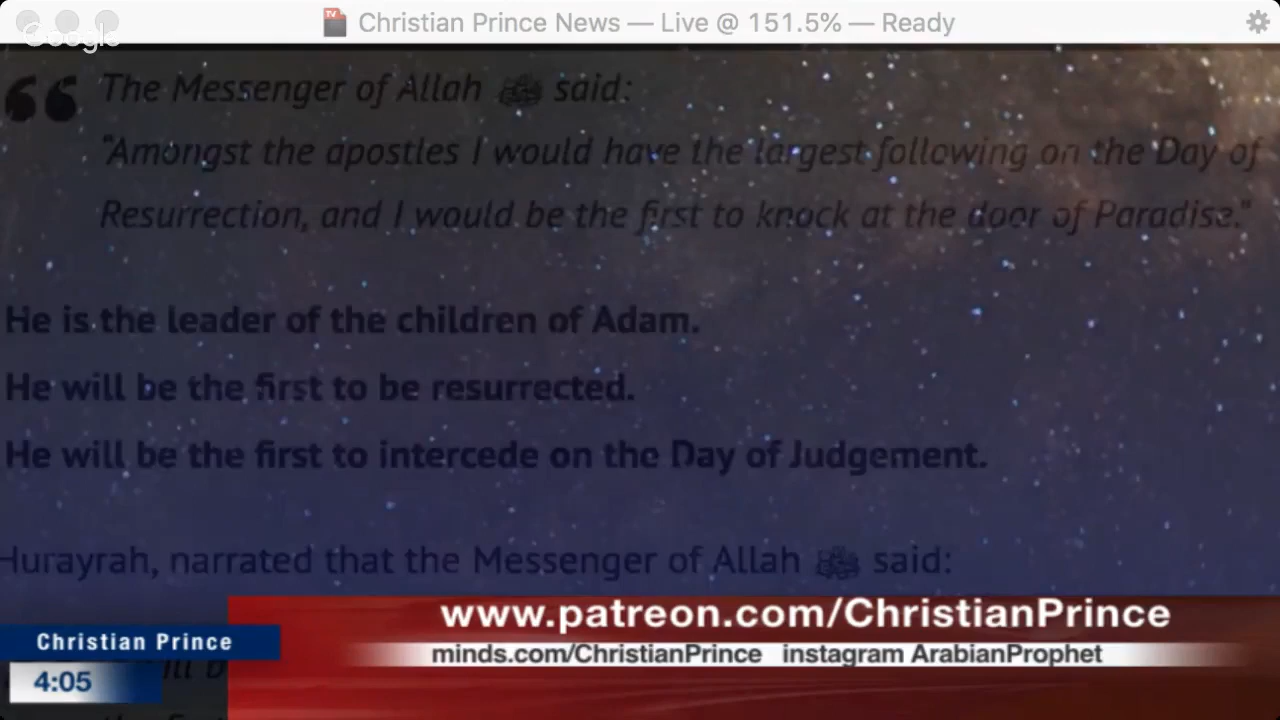 Christian Prince News — Live @ 151.5% — Ready
Google
The Messenger of Allah ﷺ said:
"Amongst the apostles I would have the largest following on the Day of
Resurrection, and I would be the first to knock at the door of Paradise."
He is the leader of the children of Adam.
He will be the first to be resurrected.
He will be the first to intercede on the Day of Judgement.
Hurayrah, narrated that the Messenger of Allah ﷺ said:
www.patreon.com/ChristianPrince
Christian Prince
minds.com/ChristianPrince instagram ArabianProphet
4:05